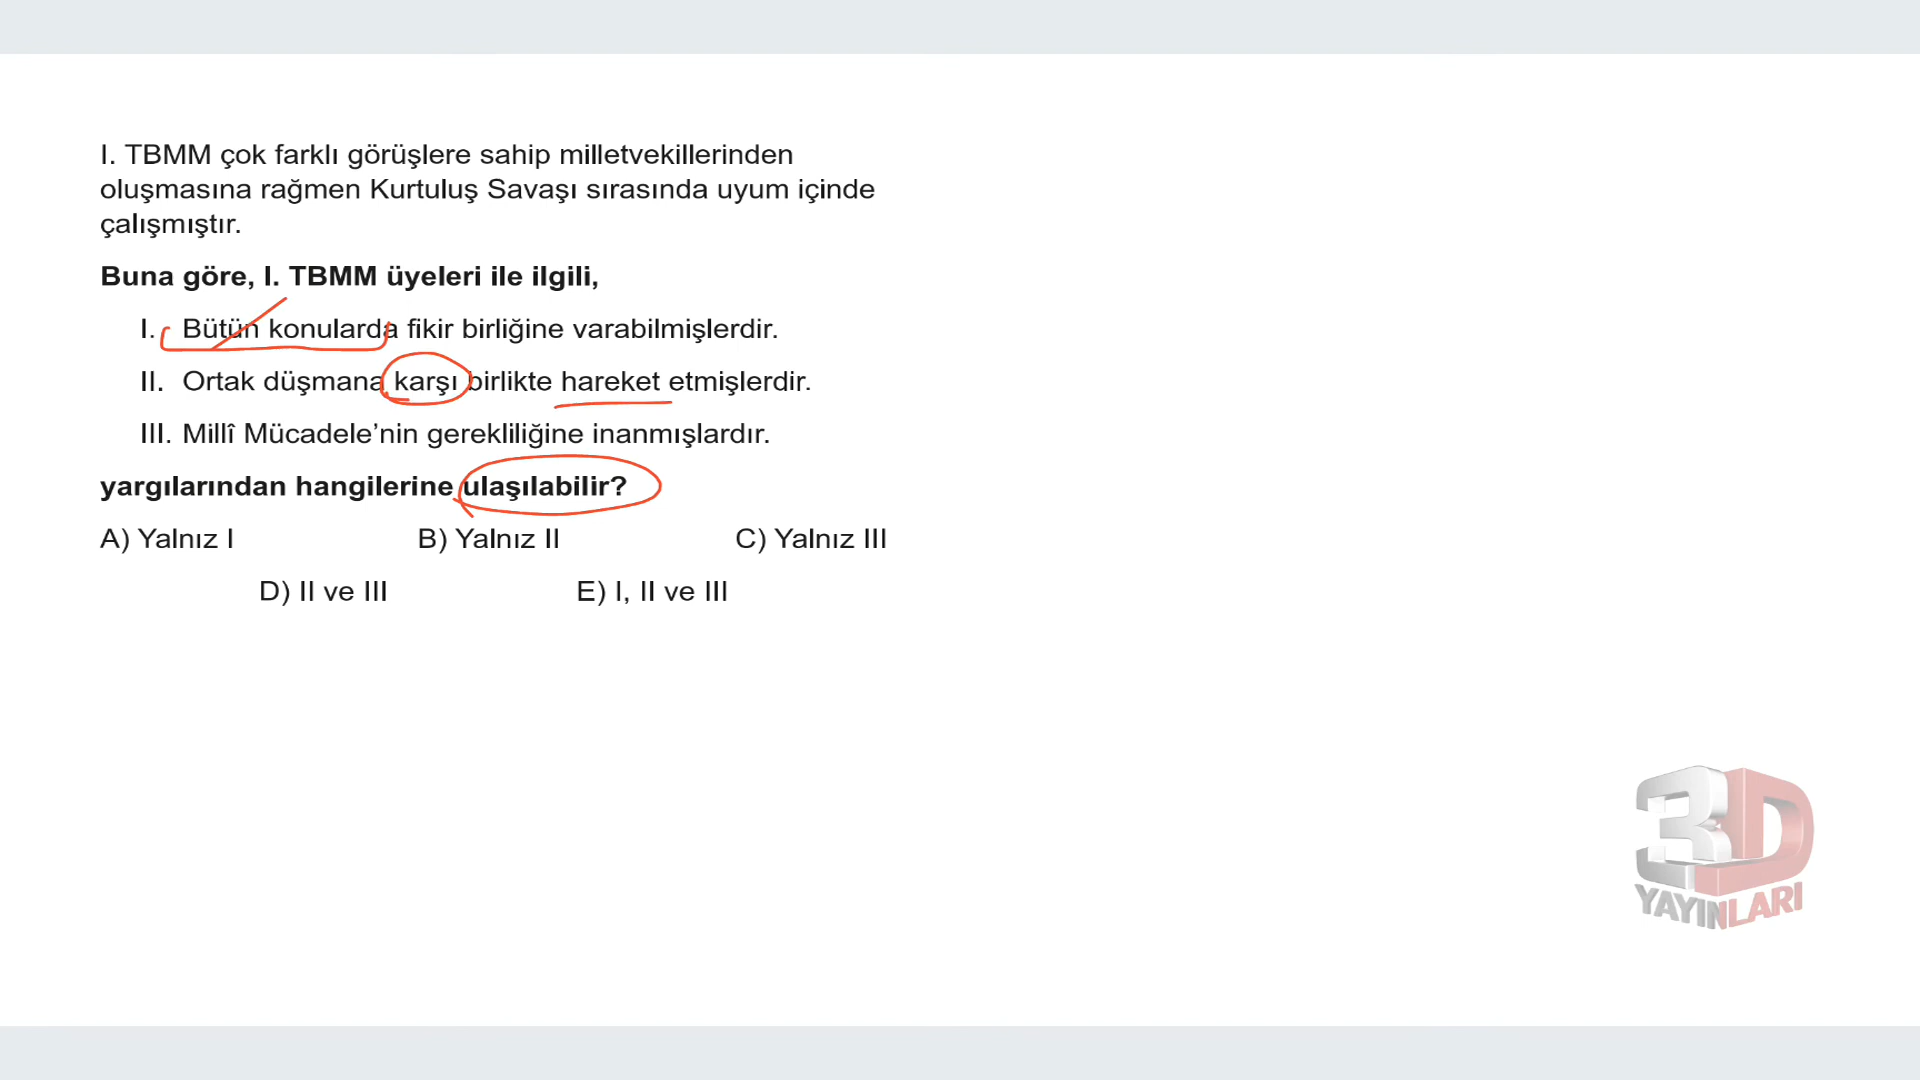 I. TBMM çok farklı görüşlere sahip milletvekillerinden
oluşmasına rağmen Kurtuluş Savaşı sırasında uyum içinde
çalışmıştır.
Buna göre, I. TBMM üyeleri ile ilgili,
I. Bütün konularda fikir birliğine varabilmişlerdir.
II. Ortak düşmana karşı birlikte hareket etmişlerdir.
III. Millî Mücadele’nin gerekliliğine inanmışlardır.
yargılarından hangilerine ulaşılabilir?
A) Yalnız I B) Yalnız II C) Yalnız III
D) II ve III E) I, II ve III
3D
YAYINLARI